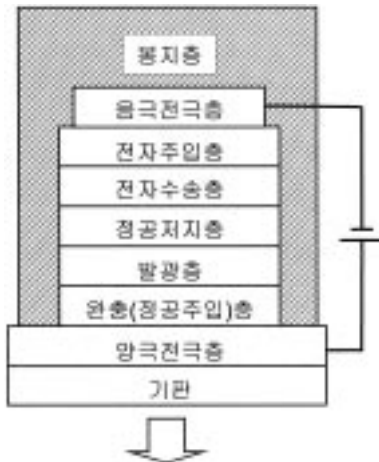 봉지층
음극전극층
전자주입층
전자수송층
정공저지층
발광층
완충(정공주입)층
양극전극층
기판